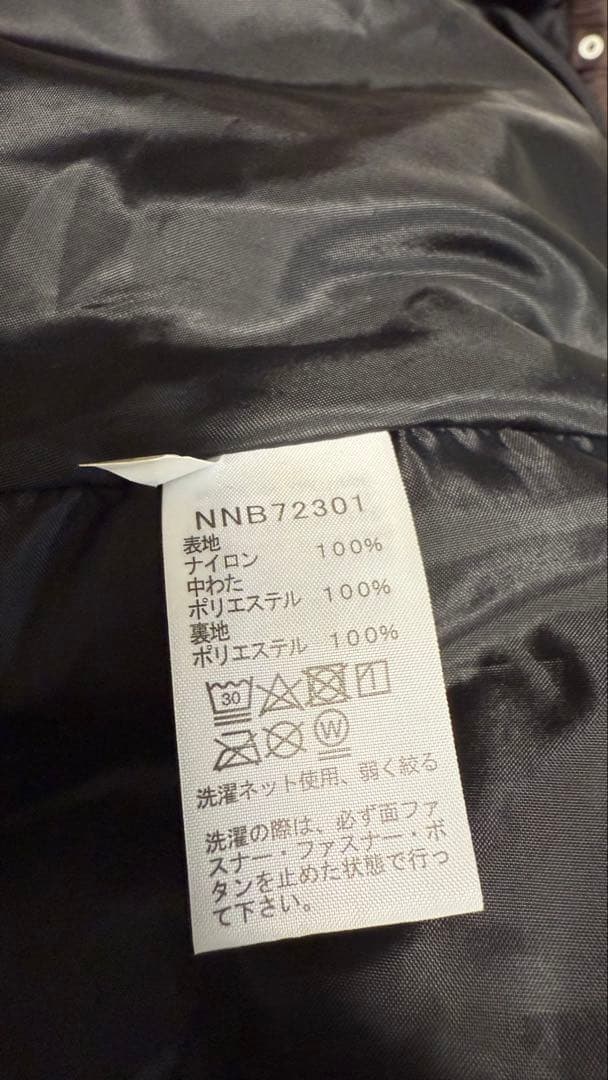 NNB72301
表地
ナイロン 100%
中わた
ポリエステル 100%
裏地
ポリエステル 100%
30
W
洗濯ネット使用、弱く絞る
洗濯の際は、必ず面ファ
スナー・ファスナー・ボ
タンを止めた状態で行っ
て下さい。